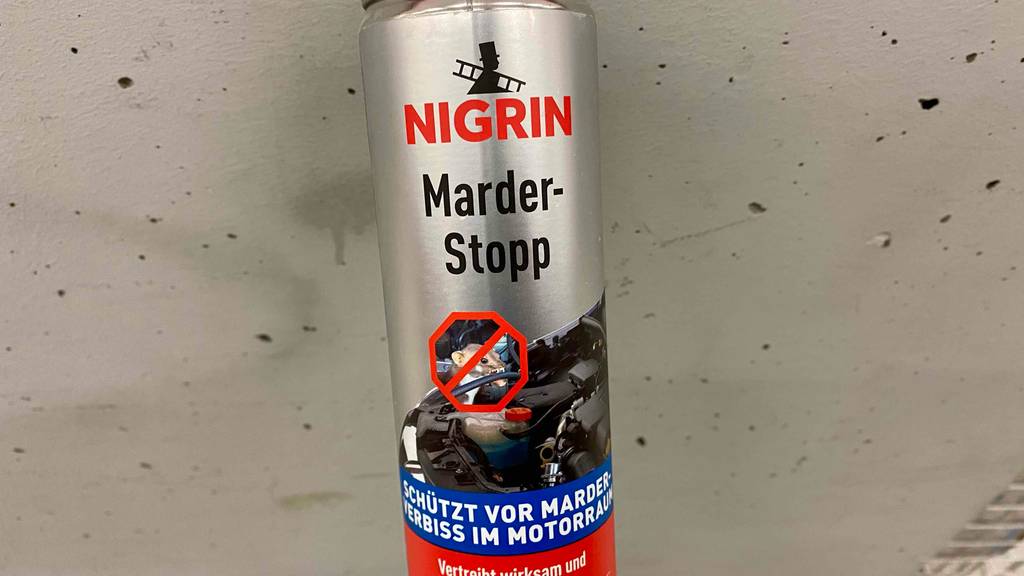 NIGRIN
Marder-
Stopp
SCHÜTZT VOR MARDER-
VERBISS IM MOTORRAUM
Vertreibt wirksam und